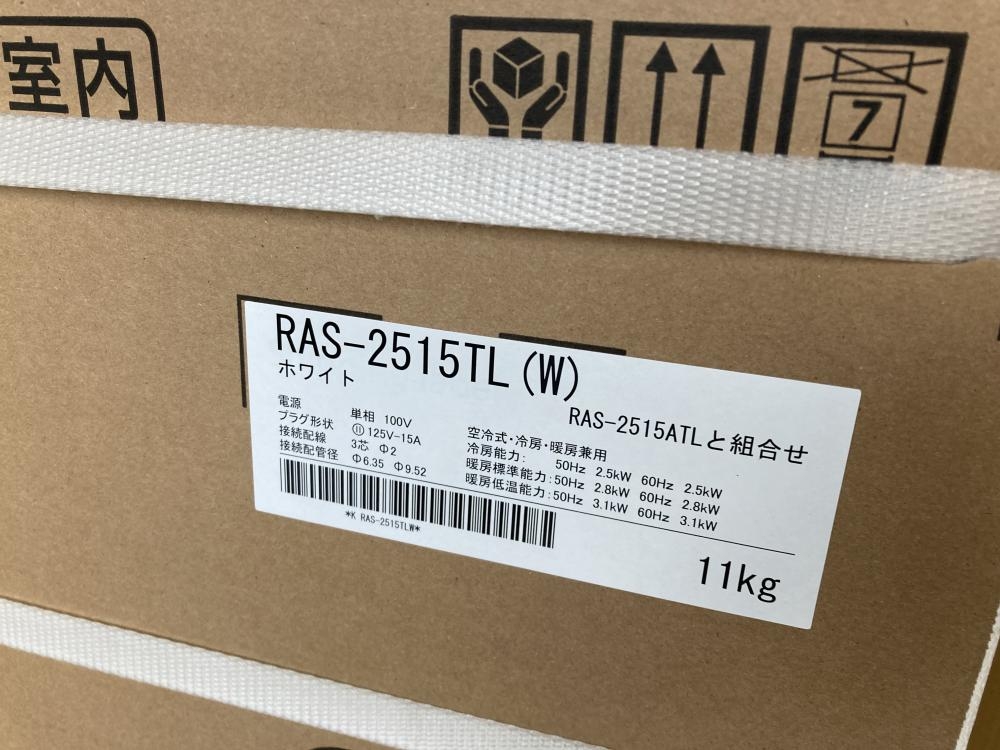 室内
7
RAS-2515TL(W)
ホワイト
RAS-2515ATLと組合せ
電源 単相 100V
プラグ形状 125V-15A
接続配線 3芯 Φ2
接続配管径 Φ6.35 Φ9.52
空冷式・冷房・暖房兼用
冷房能力: 50Hz 2.5kW 60Hz 2.5kW
暖房標準能力:50Hz 2.8kW 60Hz 2.8kW
暖房低温能力:50Hz 3.1kW 60Hz 3.1kW
*K RAS-2515TLW*
11kg